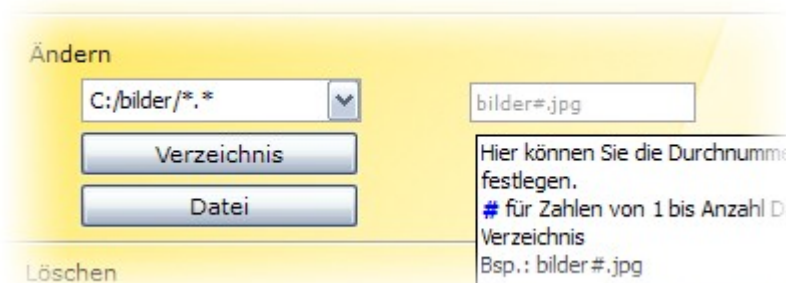 Ändern
C:/bilder/*.*
bilder#.jpg
Verzeichnis
Datei
Hier können Sie die
festlegen.
# für Zahlen von 1 bis Anzahl
Verzeichnis
Bsp.: bilder#.jpg
Löschen